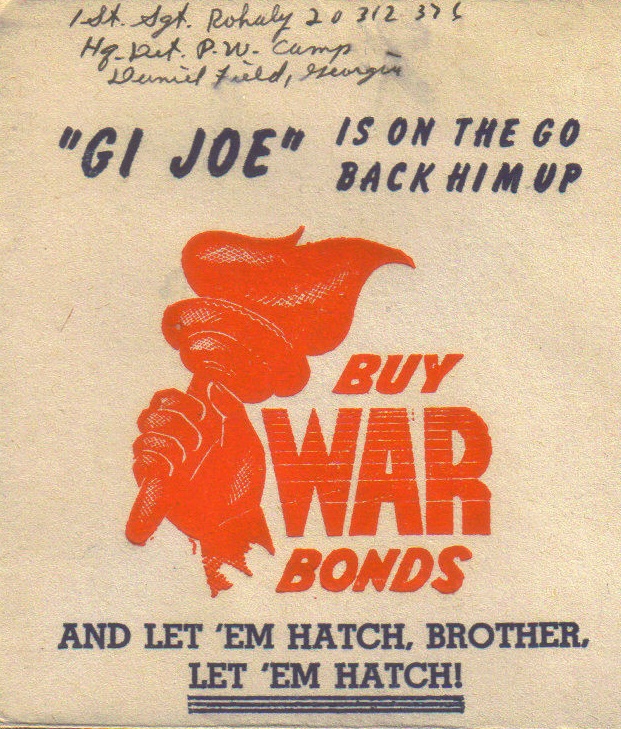 1St. Sgt. Rohaly 20 312 376
Hq. Det. P.W. Camp
Daniel Field, Georgia
"GI JOE" IS ON THE GO
BACK HIM UP
BUY
WAR
BONDS
AND LET 'EM HATCH, BROTHER,
LET 'EM HATCH!